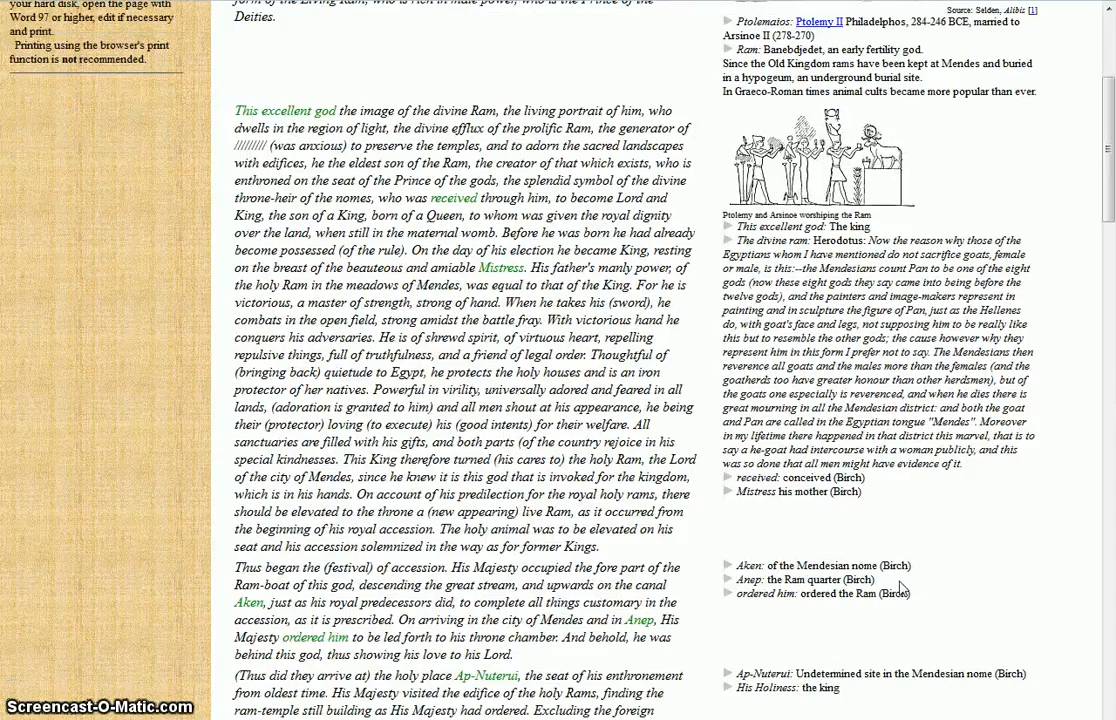 your hard disk, open the page with
Word 97 or higher, edit if necessary
and print.
Printing using the browser's print
function is not recommended.
form of the Living Ram, who is rich in male power, who is the Prince of the
Deities.
This excellent god the image of the divine Ram, the living portrait of him, who
dwells in the region of light, the divine efflux of the prolific Ram, the generator of
///////// (was anxious) to preserve the temples, and to adorn the sacred landscapes
with edifices, he the eldest son of the Ram, the creator of that which exists, who is
enthroned on the seat of the Prince of the gods, the splendid symbol of the divine
throne-heir of the nomes, who was received through him, to become Lord and
King, the son of a King, born of a Queen, to whom was given the royal dignity
over the land, when still in the maternal womb. Before he was born he had already
become possessed (of the rule). On the day of his election he became King, resting
on the breast of the beauteous and amiable Mistress. His father's manly power, of
the holy Ram in the meadows of Mendes, was equal to that of the King. For he is
victorious, a master of strength, strong of hand. When he takes his (sword), he
combats in the open field, strong amidst the battle fray. With victorious hand he
conquers his adversaries. He is of shrewd spirit, of virtuous heart, repelling
repulsive things, full of truthfulness, and a friend of legal order. Thoughtful of
(bringing back) quietude to Egypt, he protects the holy houses and is an iron
protector of her natives. Powerful in virility, universally adored and feared in all
lands, (adoration is granted to him) and all men shout at his appearance, he being
their (protector) loving (to execute) his (good intents) for their welfare. All
sanctuaries are filled with his gifts, and both parts (of the country rejoice in his
special kindnesses. This King therefore turned (his cares to) the holy Ram, the Lord
of the city of Mendes, since he knew it is this god that is invoked for the kingdom,
which is in his hands. On account of his predilection for the royal holy rams, there
should be elevated to the throne a (new appearing) live Ram, as it occurred from
the beginning of his royal accession. The holy animal was to be elevated on his
seat and his accession solemnized in the way as for former Kings.
Thus began the (festival) of accession. His Majesty occupied the fore part of the
Ram-boat of this god, descending the great stream, and upwards on the canal
Aken, just as his royal predecessors did, to complete all things customary in the
accession, as it is prescribed. On arriving in the city of Mendes and in Anep, His
Majesty ordered him to be led forth to his throne chamber. And behold, he was
behind this god, thus showing his love to his Lord.
(Thus did they arrive at) the holy place Ap-Nuterui, the seat of his enthronement
from oldest time. His Majesty visited the edifice of the holy Rams, finding the
ram-temple still building as His Majesty had ordered. Excluding the foreign
Source: Selden, Alibis [1]
Ptolemaios: Ptolemy II Philadelphos, 284-246 BCE, married to
Arsinoe II (278-270)
Ram: Banebdjedet, an early fertility god.
Since the Old Kingdom rams have been kept at Mendes and buried
in a hypogeum, an underground burial site.
In Graeco-Roman times animal cults became more popular than ever.
Ptolemy and Arsinoe worshiping the Ram
This excellent god: The king
The divine ram: Herodotus: Now the reason why those of the
Egyptians whom I have mentioned do not sacrifice goats, female
or male, is this:--the Mendesians count Pan to be one of the eight
gods (now these eight gods they say came into being before the
twelve gods), and the painters and image-makers represent in
painting and in sculpture the figure of Pan, just as the Hellenes
do, with goat's face and legs, not supposing him to be really like
this but to resemble the other gods; the cause however why they
represent him in this form I prefer not to say. The Mendesians then
reverence all goats and the males more than the females (and the
goatherds too have greater honour than other herdsmen), but of
the goats one especially is reverenced, and when he dies there is
great mourning in all the Mendesian district: and both the goat
and Pan are called in the Egyptian tongue "Mendes". Moreover
in my lifetime there happened in that district this marvel, that is to
say a he-goat had intercourse with a woman publicly, and this
was so done that all men might have evidence of it.
received: conceived (Birch)
Mistress his mother (Birch)
Aken: of the Mendesian nome (Birch)
Anep: the Ram quarter (Birch)
ordered him: ordered the Ram (Birch)
Ap-Nuterui: Undetermined site in the Mendesian nome (Birch)
His Holiness: the king
Screencast-O-Matic.com